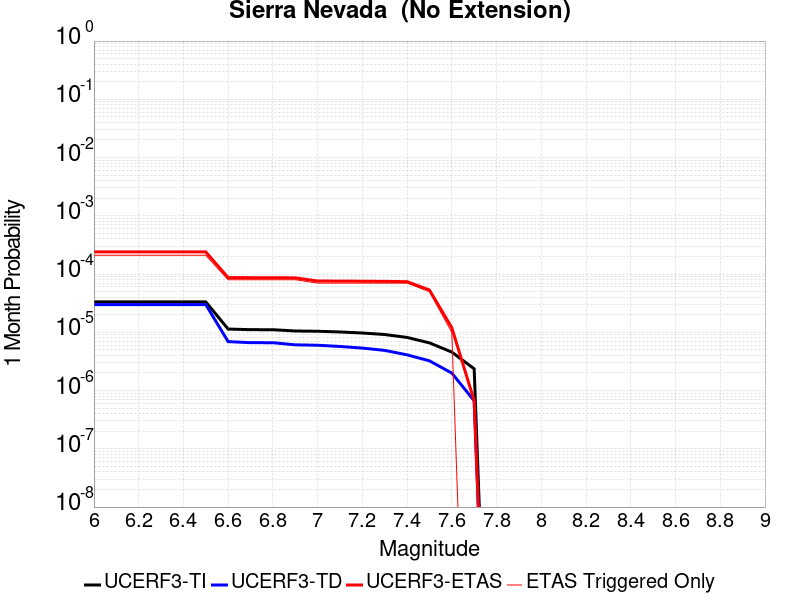 Sierra Nevada  (No Extension)
10^0
10^-1
10^-2
10^-3
10^-4
10^-5
10^-6
10^-7
10^-8
1 Month Probability
6 6.2 6.4 6.6 6.8 7 7.2 7.4 7.6 7.8 8 8.2 8.4 8.6 8.8 9
Magnitude
UCERF3-TI UCERF3-TD UCERF3-ETAS ETAS Triggered Only